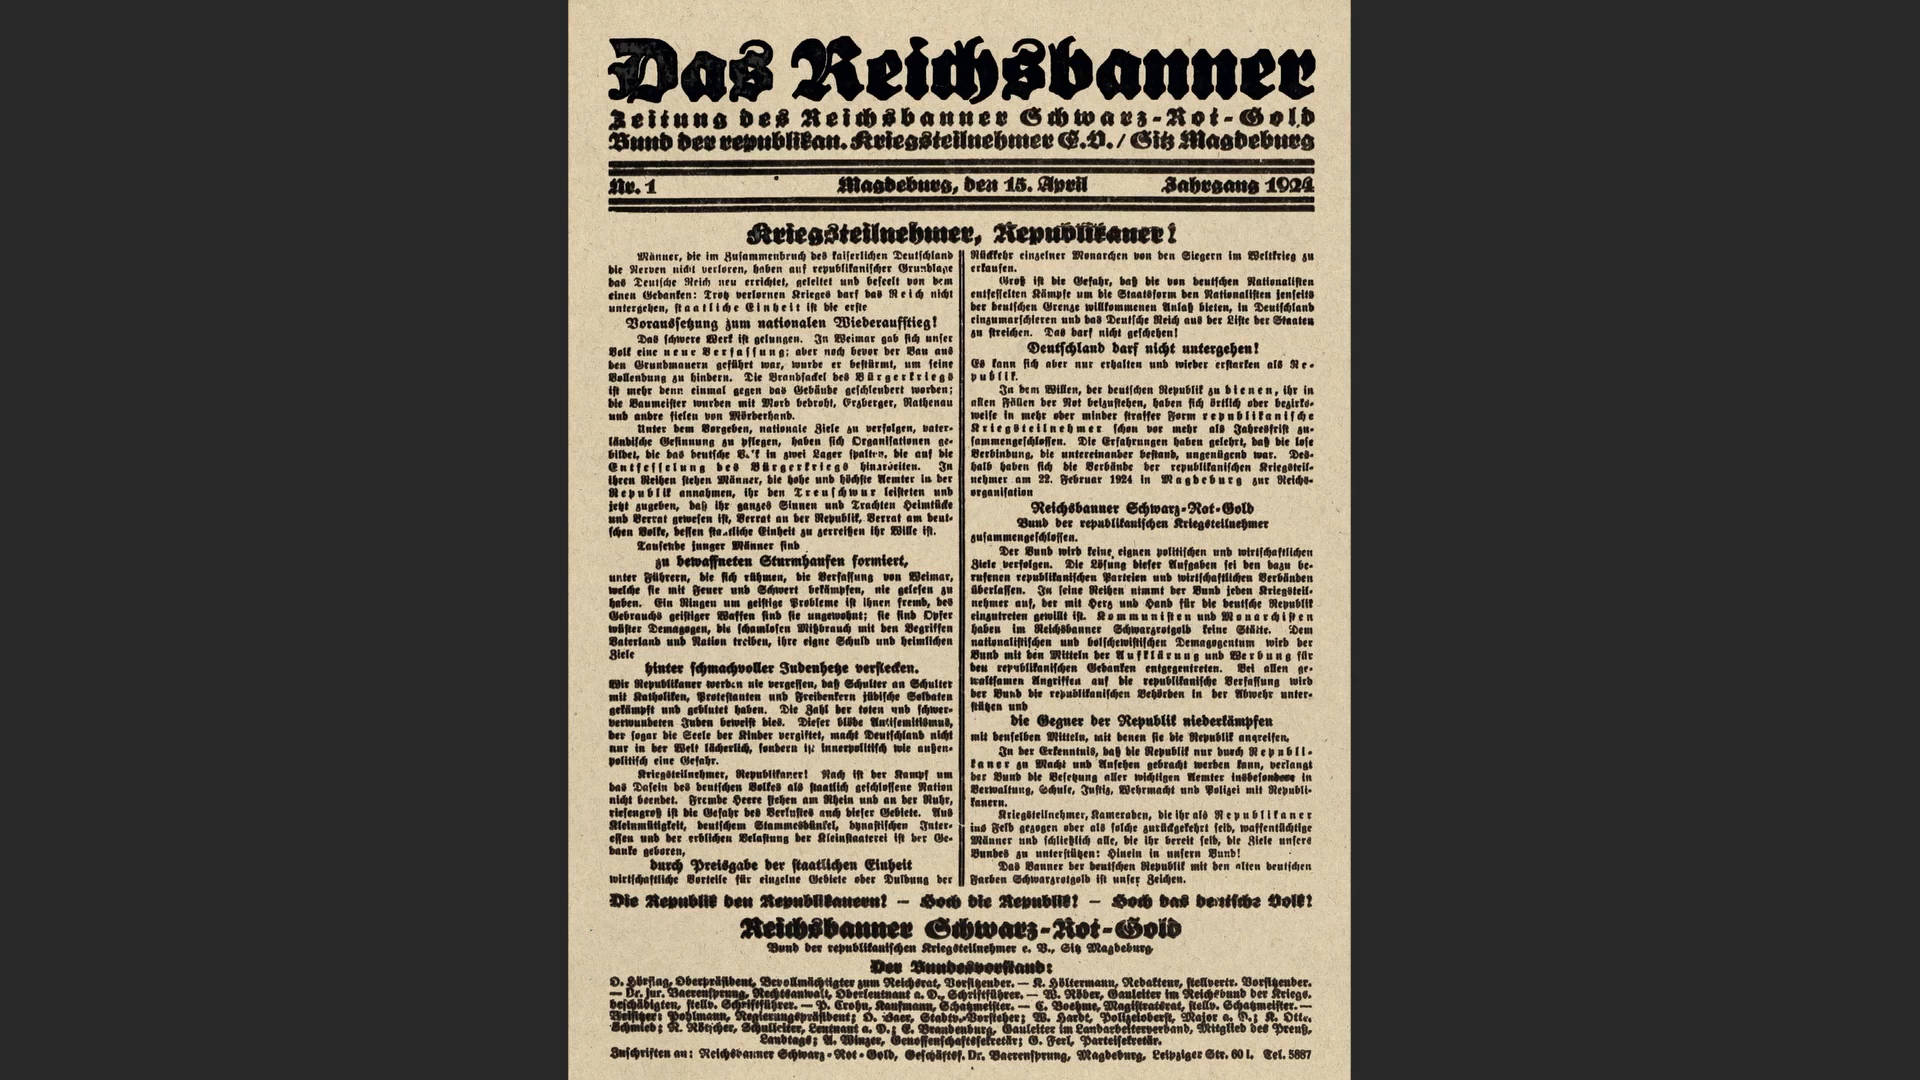 Das Reichsbanner
Zeitung des Reichsbanner Schwarz-Rot-Gold
Bund der republikan. Kriegsteilnehmer E.V. / Sitz Magdeburg
Nr. 1 Magdeburg, den 15. April Jahrgang 1924
Kriegsteilnehmer, Republikaner!
Männer, die im Zusammenbruch des kaiserlichen Deutschland
die Nerven nicht verloren, haben auf republikanischer Grundlage
das Deutsche Reich neu errichtet, geleitet und beseelt von dem
einen Gedanken: Trotz verlornen Krieges darf das Reich nicht
untergehen, staatliche Einheit ist die erste
Voraussetzung zum nationalen Wiederaufstieg!
Das schwere Werk ist gelungen. In Weimar gab sich unser
Volk eine neue Verfassung; aber noch bevor der Bau aus
den Grundmauern geführt war, wurde er bestürmt, um seine
Vollendung zu hindern. Die Brandfackel des Bürgerkriegs
ist mehr denn einmal gegen das Gebäude geschleudert worden;
die Baumeister wurden mit Mord bedroht, Erzberger, Rathenau
und andre fielen von Mörderhand.
Unter dem Vorgeben, nationale Ziele zu verfolgen, vater-
ländische Gesinnung zu pflegen, haben sich Organisationen ge-
bildet, die das deutsche Volk in zwei Lager spalten, die auf die
Entfesselung des Bürgerkriegs hinarbeiten. In
ihren Reihen stehen Männer, die hohe und höchste Aemter in der
Republik annahmen, ihr den Treuschwur leisteten und
jetzt zugeben, daß ihr ganzes Sinnen und Trachten Heimtücke
und Verrat gewesen ist, Verrat an der Republik, Verrat am deut-
schen Volke, dessen staatliche Einheit zu zerreißen ihr Wille ist.
Tausende junger Männer sind
zu bewaffneten Sturmhaufen formiert,
unter Führern, die sich rühmen, die Verfassung von Weimar,
welche sie mit Feuer und Schwert bekämpfen, nie gelesen zu
haben. Ein Ringen um geistige Probleme ist ihnen fremd, des
Gebrauchs geistiger Waffen sind sie ungewohnt; sie sind Opfer
wüster Demagogen, die schamlosen Mißbrauch mit den Begriffen
Vaterland und Nation treiben, ihre eigne Schuld und heimlichen
Ziele
hinter schmachvoller Judenhetze verstecken.
Wir Republikaner werden nie vergessen, daß Schulter an Schulter
mit Katholiken, Protestanten und Freidenkern jüdische Soldaten
gekämpft und geblutet haben. Die Zahl der toten und schwer-
verwundeten Juden beweist dies. Dieser blöde Antisemitismus,
der sogar die Seele der Kinder vergiftet, macht Deutschland nicht
nur in der Welt lächerlich, sondern ist innerpolitisch wie außen-
politisch eine Gefahr.
Kriegsteilnehmer, Republikaner! Noch ist der Kampf um
das Dasein des deutschen Volkes als staatlich geschlossene Nation
nicht beendet. Fremde Heere stehen am Rhein und an der Ruhr,
riesengroß ist die Gefahr des Verlustes auch dieser Gebiete. Aus
Kleinmütigkeit, deutschem Stammesdünkel, dynastischen Inter-
essen und der erblichen Belastung der Kleinstaaterei ist der Ge-
danke geboren,
durch Preisgabe der staatlichen Einheit
wirtschaftliche Vorteile für einzelne Gebiete oder Duldung der
Rückkehr einzelner Monarchen von den Siegern im Weltkrieg zu
erkaufen.
Groß ist die Gefahr, daß die von deutschen Nationalisten
entfesselten Kämpfe um die Staatsform den Nationalisten jenseits
der deutschen Grenze willkommenen Anlaß bieten, in Deutschland
einzumarschieren und das Deutsche Reich aus der Liste der Staaten
zu streichen. Das darf nicht geschehen!
Deutschland darf nicht untergehen!
Es kann sich aber nur erhalten und wieder erstarken als Re-
publik.
In dem Willen, der deutschen Republik zu dienen, ihr in
allen Fällen der Not beizustehen, haben sich örtlich oder bezirks-
weise in mehr oder minder straffer Form republikanische
Kriegsteilnehmer schon vor mehr als Jahresfrist zu-
sammengeschlossen. Die Erfahrungen haben gelehrt, daß die lose
Verbindung, die untereinander bestand, ungenügend war. Des-
halb haben sich die Verbände der republikanischen Kriegsteil-
nehmer am 22. Februar 1924 in Magdeburg zur Reichs-
organisation
Reichsbanner Schwarz-Rot-Gold
Bund der republikanischen Kriegsteilnehmer
zusammengeschlossen.
Der Bund wird keine eignen politischen und wirtschaftlichen
Ziele verfolgen. Die Lösung dieser Aufgaben sei den dazu be-
rufenen republikanischen Parteien und wirtschaftlichen Verbänden
überlassen. In seine Reihen nimmt der Bund jeden Kriegsteil-
nehmer auf, der mit Herz und Hand für die deutsche Republik
einzutreten gewillt ist. Kommunisten und Monarchisten
haben im Reichsbanner Schwarzrotgold keine Stätte. Dem
nationalistischen und bolschewistischen Demagogentum wird der
Bund mit den Mitteln der Aufklärung und Werbung für
den republikanischen Gedanken entgegentreten. Bei allen ge-
waltsamen Angriffen auf die republikanische Verfassung wird
der Bund die republikanischen Behörden in der Abwehr unter-
stützen und
die Gegner der Republik niederkämpfen
mit denselben Mitteln, mit denen sie die Republik angreifen.
In der Erkenntnis, daß die Republik nur durch Republi-
kaner zu Macht und Ansehen gebracht werden kann, verlangt
der Bund die Besetzung aller wichtigen Aemter insbesondere in
Verwaltung, Schule, Justiz, Wehrmacht und Polizei mit Republi-
kanern.
Kriegsteilnehmer, Kameraden, die ihr als Republikaner
ins Feld gezogen oder als solche zurückgekehrt seid, waffentüchtige
Männer und schließlich alle, die ihr bereit seid, die Ziele unsers
Bundes zu unterstützen: Hinein in unsern Bund!
Das Banner der deutschen Republik mit den alten deutschen
Farben Schwarzrotgold ist unser Zeichen.
Die Republik den Republikanern! — Hoch die Republik! — Hoch das deutsche Volk!
Reichsbanner Schwarz-Rot-Gold
Bund der republikanischen Kriegsteilnehmer e. V., Sitz Magdeburg
Der Bundesvorstand:
O. Hörsing, Oberpräsident, Bevollmächtigter zum Reichsrat, Vorsitzender. — K. Höltermann, Redakteur, stellvertr. Vorsitzender.
— Dr. jur. Baerensprung, Rechtsanwalt, Oberleutnant a. D., Schriftführer. — W. Röber, Gauleiter im Reichsbund der Kriegs-
beschädigten, stellv. Schriftführer. — P. Crohn, Kaufmann, Schatzmeister. — C. Boehme, Magistratsrat, stellv. Schatzmeister. —
Beisitzer: Pohlmann, Regierungspräsident; O. Baer, Stadtv.-Vorsteher; W. Hardt, Polizeioberst, Major a. D.; K. Otte,
Schmied; R. Rötscher, Schulleiter, Leutnant a. D.; E. Brandenburg, Gauleiter im Landarbeiterverband, Mitglied des Preuß.
Landtags; A. Winzer, Genossenschaftssekretär; G. Ferl, Parteisekretär.
Zuschriften an: Reichsbanner Schwarz-Rot-Gold, Geschäftsf. Dr. Baerensprung, Magdeburg, Leipziger Str. 60 I. Tel. 5887